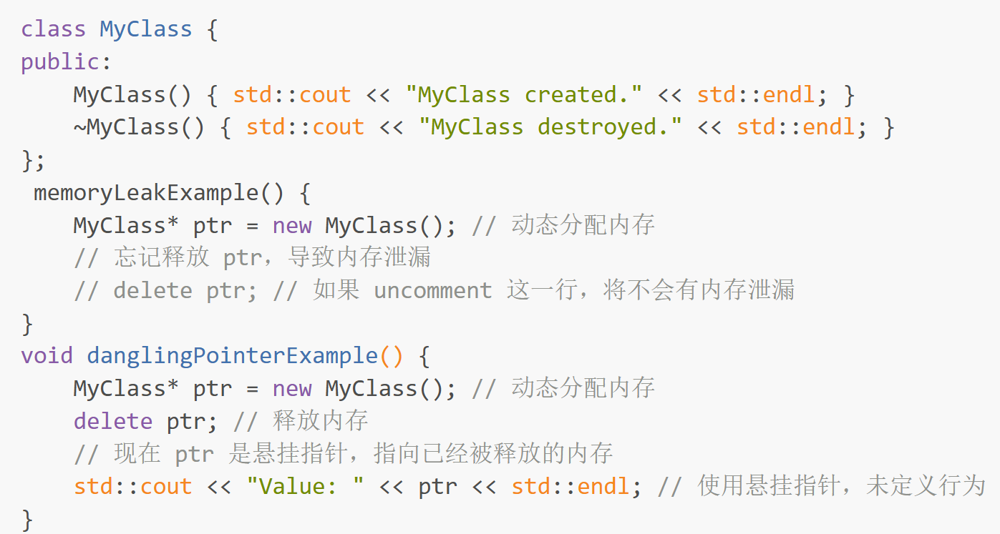 class MyClass {
public:
    MyClass() { std::cout << "MyClass created." << std::endl; }
    ~MyClass() { std::cout << "MyClass destroyed." << std::endl; }
};
 memoryLeakExample() {
    MyClass* ptr = new MyClass(); // 动态分配内存
    // 忘记释放 ptr，导致内存泄漏
    // delete ptr; // 如果 uncomment 这一行，将不会有内存泄漏
}
void danglingPointerExample() {
    MyClass* ptr = new MyClass(); // 动态分配内存
    delete ptr; // 释放内存
    // 现在 ptr 是悬挂指针，指向已经被释放的内存
    std::cout << "Value: " << ptr << std::endl; // 使用悬挂指针，未定义行为
}